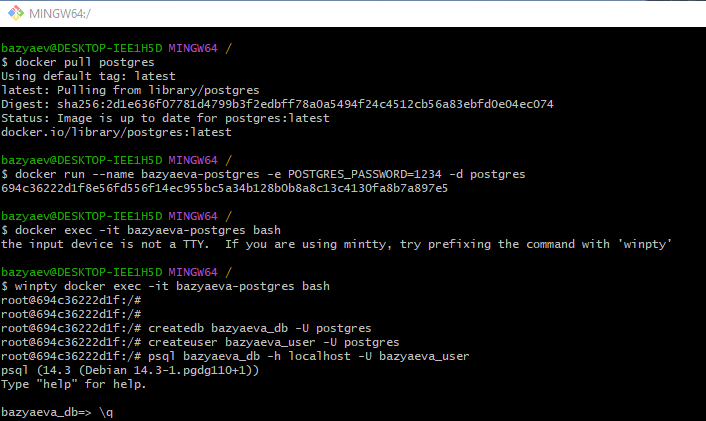 MINGW64:/
bazyaev@DESKTOP-IEE1H5D MINGW64 /
$ docker pull postgres
Using default tag: latest
latest: Pulling from library/postgres
Digest: sha256:2d1e636f07781d4799b3f2edbff78a0a5494f24c4512cb56a83ebfd0e04ec074
Status: Image is up to date for postgres:latest
docker.io/library/postgres:latest
bazyaev@DESKTOP-IEE1H5D MINGW64 /
$ docker run --name bazyaeva-postgres -e POSTGRES_PASSWORD=1234 -d postgres
694c36222d1f8e56fd556f14ec955bc5a34b128b0b8a8c13c4130fa8b7a897e5
bazyaev@DESKTOP-IEE1H5D MINGW64 /
$ docker exec -it bazyaeva-postgres bash
the input device is not a TTY.  If you are using mintty, try prefixing the command with 'winpty'
bazyaev@DESKTOP-IEE1H5D MINGW64 /
$ winpty docker exec -it bazyaeva-postgres bash
root@694c36222d1f:/#
root@694c36222d1f:/#
root@694c36222d1f:/# createdb bazyaeva_db -U postgres
root@694c36222d1f:/# createuser bazyaeva_user -U postgres
root@694c36222d1f:/# psql bazyaeva_db -h localhost -U bazyaeva_user
psql (14.3 (Debian 14.3-1.pgdg110+1))
Type "help" for help.
bazyaeva_db=> \q